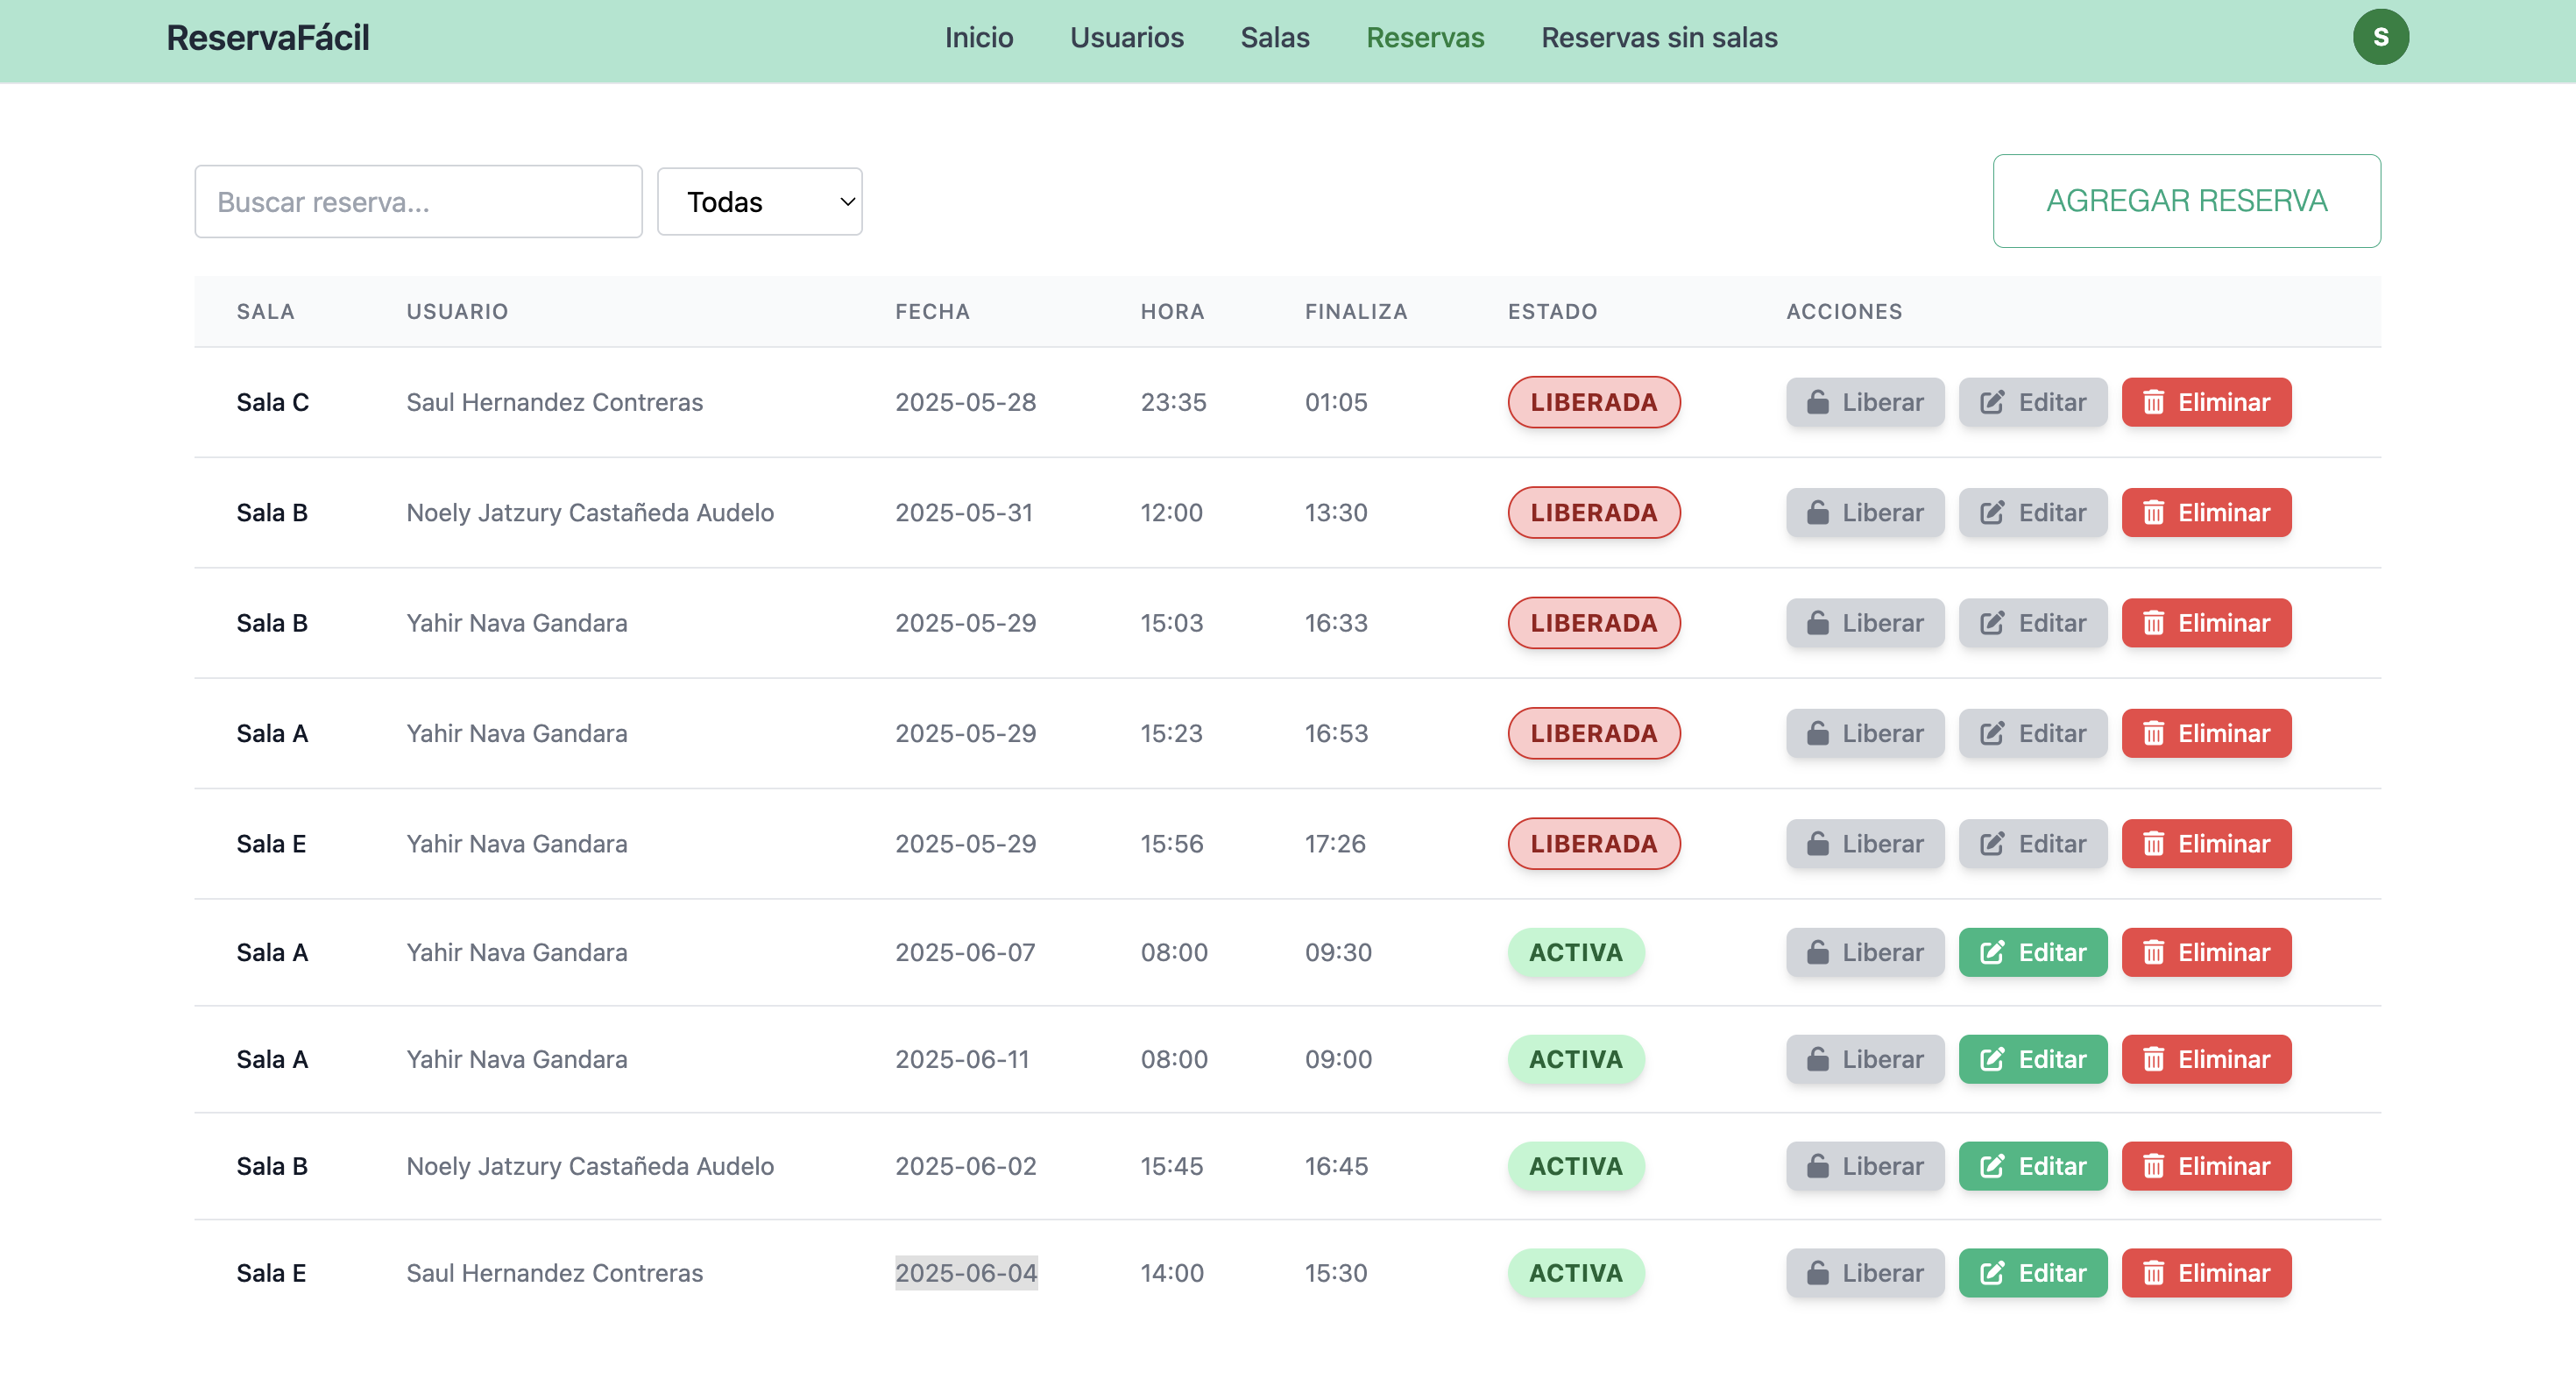 ReservaFácil Inicio Usuarios Salas Reservas Reservas sin salas S
Buscar reserva... Todas AGREGAR RESERVA
SALA USUARIO FECHA HORA FINALIZA ESTADO ACCIONES
Sala C Saul Hernandez Contreras 2025-05-28 23:35 01:05 LIBERADA Liberar Editar Eliminar
Sala B Noely Jatzury Castañeda Audelo 2025-05-31 12:00 13:30 LIBERADA Liberar Editar Eliminar
Sala B Yahir Nava Gandara 2025-05-29 15:03 16:33 LIBERADA Liberar Editar Eliminar
Sala A Yahir Nava Gandara 2025-05-29 15:23 16:53 LIBERADA Liberar Editar Eliminar
Sala E Yahir Nava Gandara 2025-05-29 15:56 17:26 LIBERADA Liberar Editar Eliminar
Sala A Yahir Nava Gandara 2025-06-07 08:00 09:30 ACTIVA Liberar Editar Eliminar
Sala A Yahir Nava Gandara 2025-06-11 08:00 09:00 ACTIVA Liberar Editar Eliminar
Sala B Noely Jatzury Castañeda Audelo 2025-06-02 15:45 16:45 ACTIVA Liberar Editar Eliminar
Sala E Saul Hernandez Contreras 2025-06-04 14:00 15:30 ACTIVA Liberar Editar Eliminar